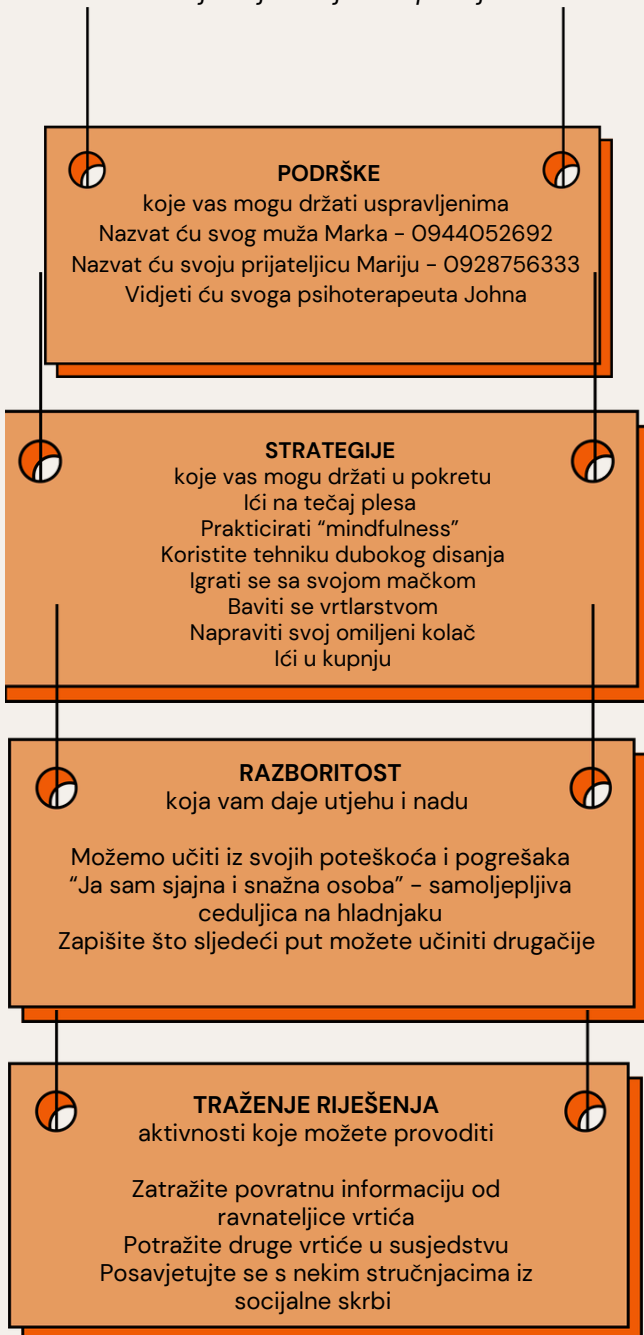 PODRŠKE
koje vas mogu držati uspravljenima
Nazvat ću svog muža Marka - 0944052692
Nazvat ću svoju prijateljicu Mariju - 0928756333
Vidjeti ću svoga psihoterapeuta Johna
STRATEGIJE
koje vas mogu držati u pokretu
Ići na tečaj plesa
Prakticirati “mindfulness”
Koristite tehniku dubokog disanja
Igrati se sa svojom mačkom
Baviti se vrtlarstvom
Napraviti svoj omiljeni kolač
Ići u kupnju
RAZBORITOST
koja vam daje utjehu i nadu
Možemo učiti iz svojih poteškoća i pogrešaka
“Ja sam sjajna i snažna osoba” - samoljepljiva
ceduljica na hladnjaku
Zapišite što sljedeći put možete učiniti drugačije
TRAŽENJE RIJEŠENJA
aktivnosti koje možete provoditi
Zatražite povratnu informaciju od
ravnateljice vrtića
Potražite druge vrtiće u susjedstvu
Posavjetujte se s nekim stručnjacima iz
socijalne skrbi